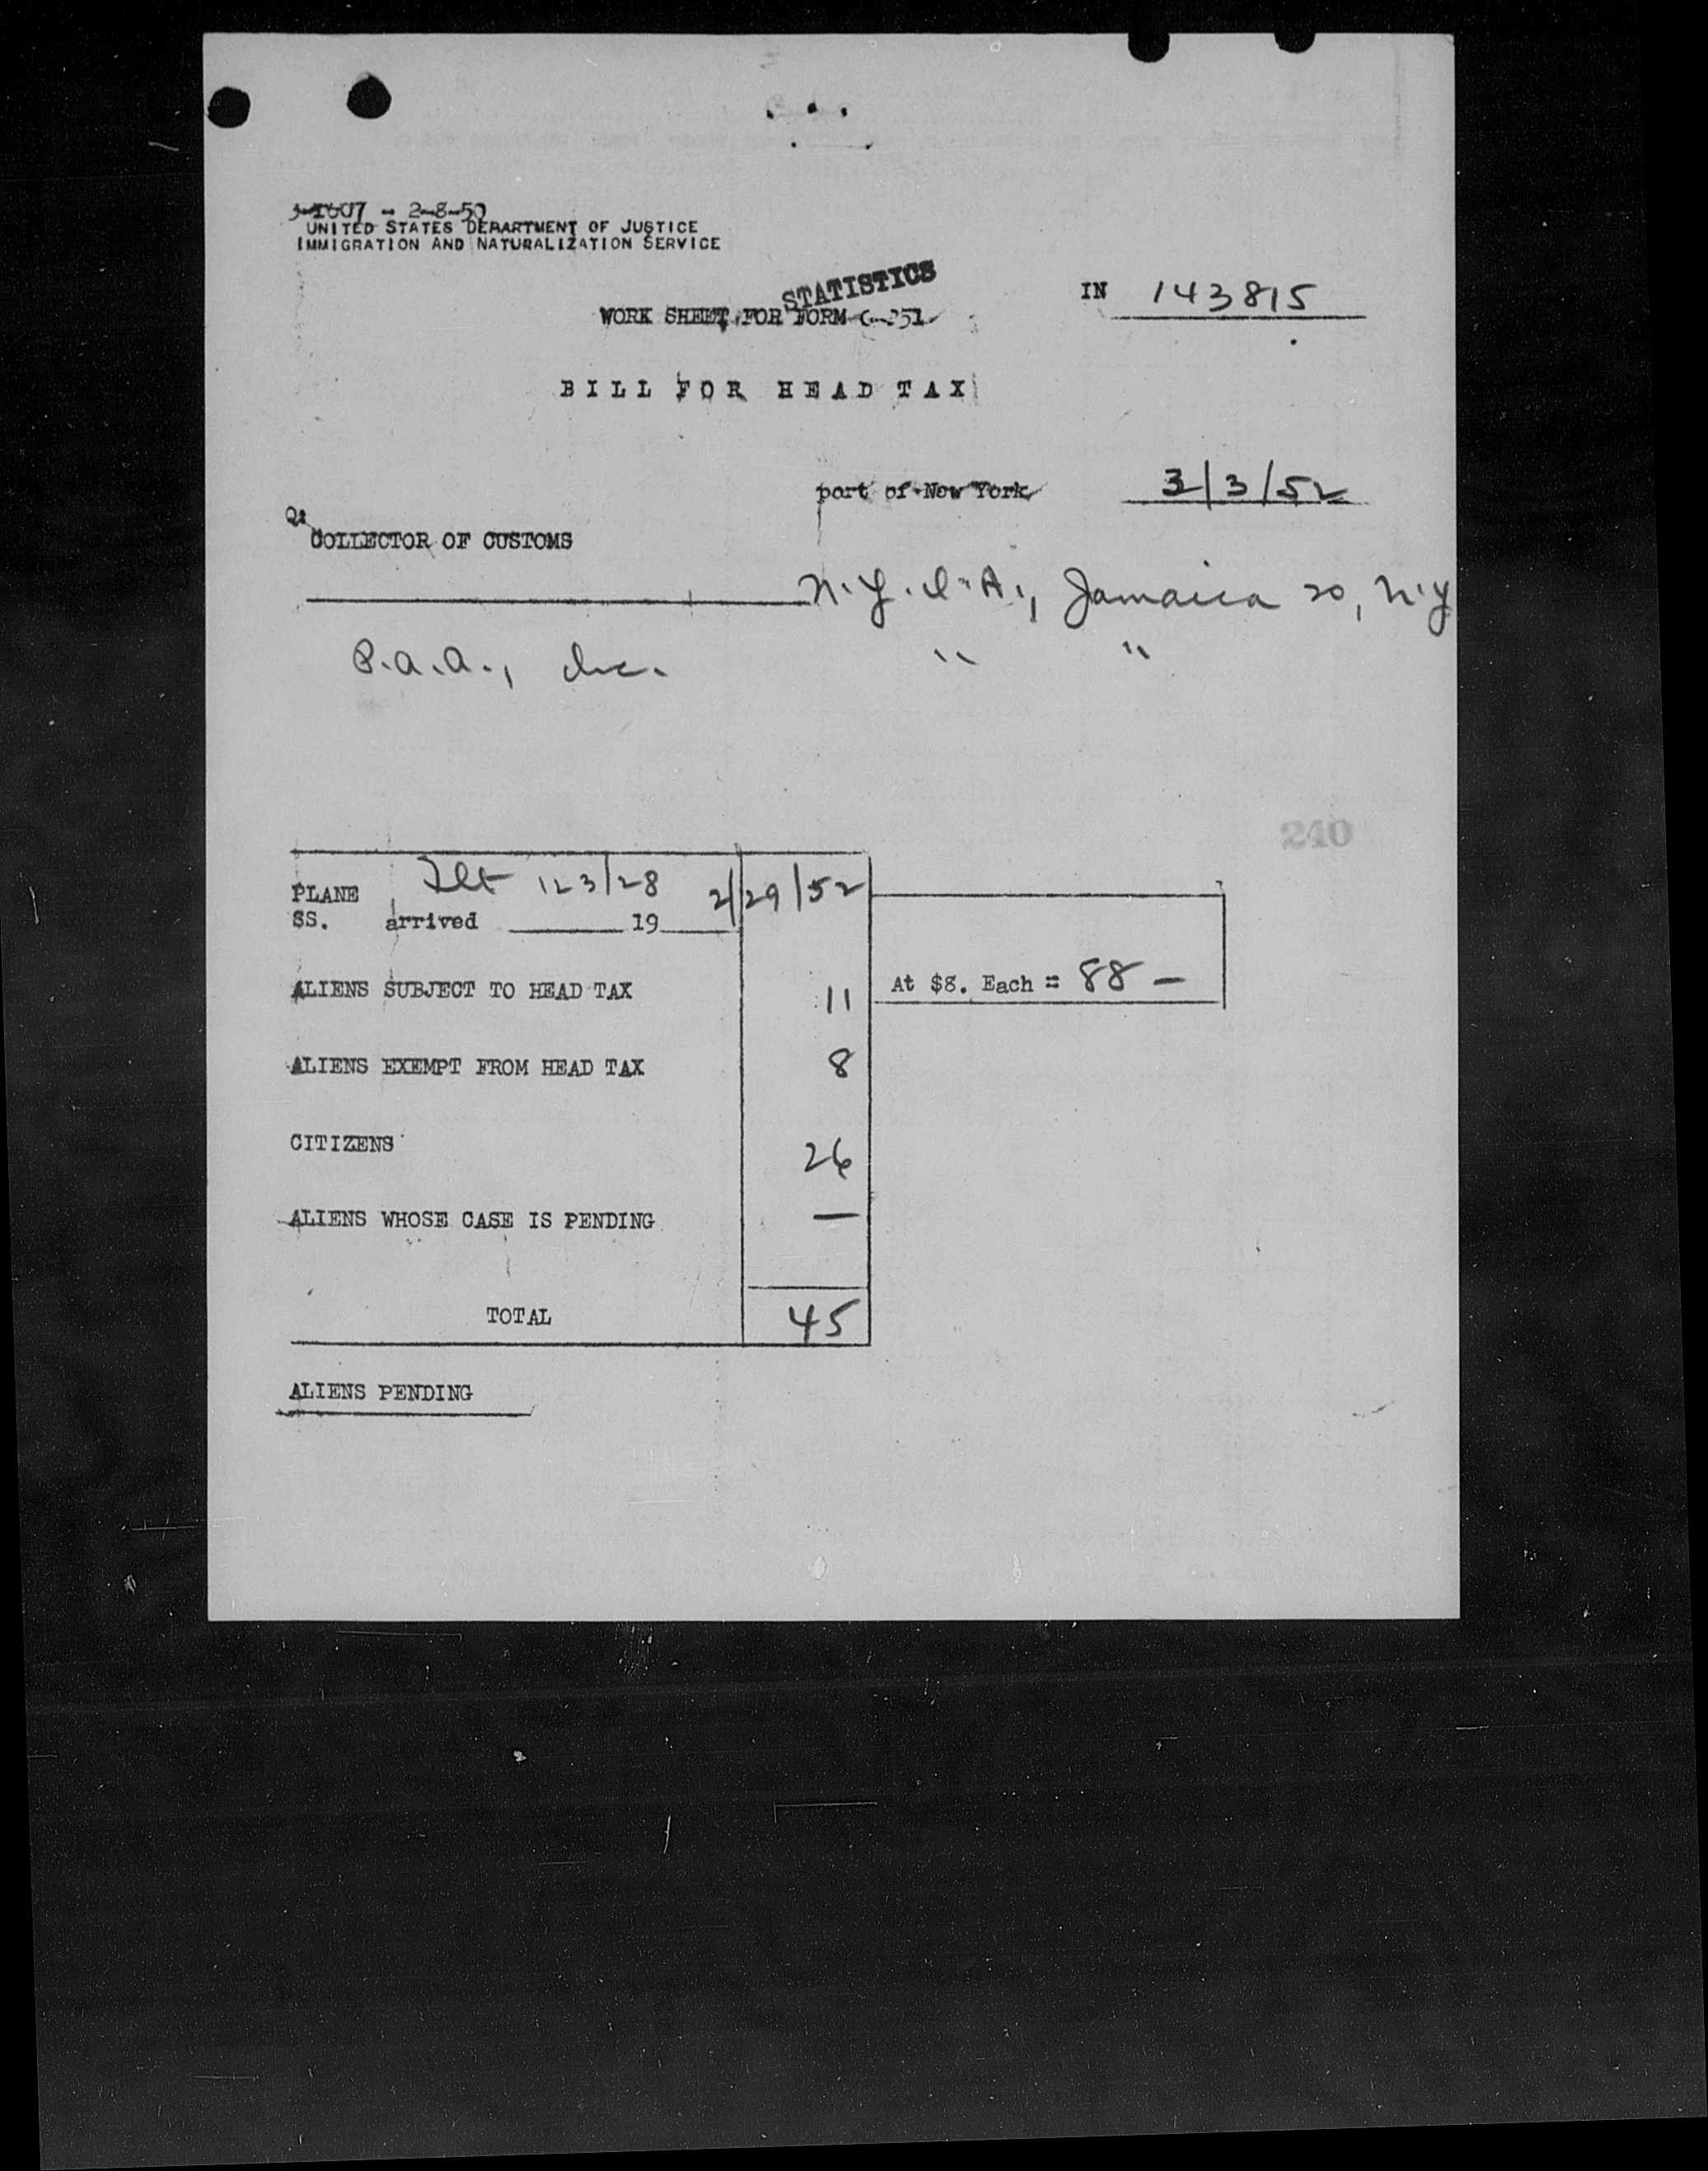 3-1607 - 2-8-50
UNITED STATES DEPARTMENT OF JUSTICE
IMMIGRATION AND NATURALIZATION SERVICE
STATISTICS
WORK SHEET FOR FORM C-251
IN 143815
BILL FOR HEAD TAX
port of New York 3/3/52
COLLECTOR OF CUSTOMS
N.Y.I.A., Jamaica 20, N.Y
P.A.A., Inc. " "
240
PLANE Flt 123/28 2/29/52
SS. arrived 19
ALIENS SUBJECT TO HEAD TAX 11 At $8. Each = 88 —
ALIENS EXEMPT FROM HEAD TAX 8
CITIZENS 26
ALIENS WHOSE CASE IS PENDING —
TOTAL 45
ALIENS PENDING